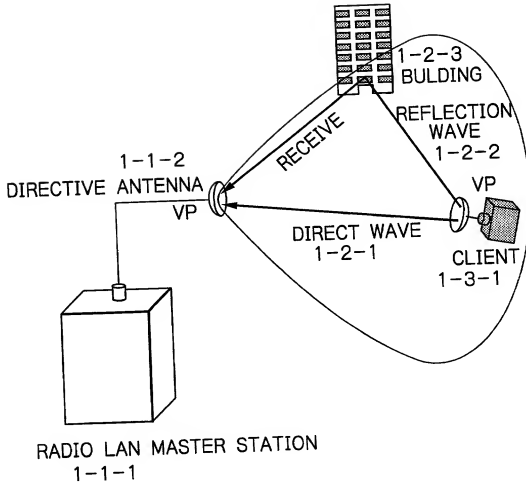 1-2-3
BULDING
REFLECTION
WAVE
1-2-2
RECEIVE
1-1-2
DIRECTIVE ANTENNA
VP
VP
DIRECT WAVE
1-2-1
CLIENT
1-3-1
RADIO LAN MASTER STATION
1-1-1